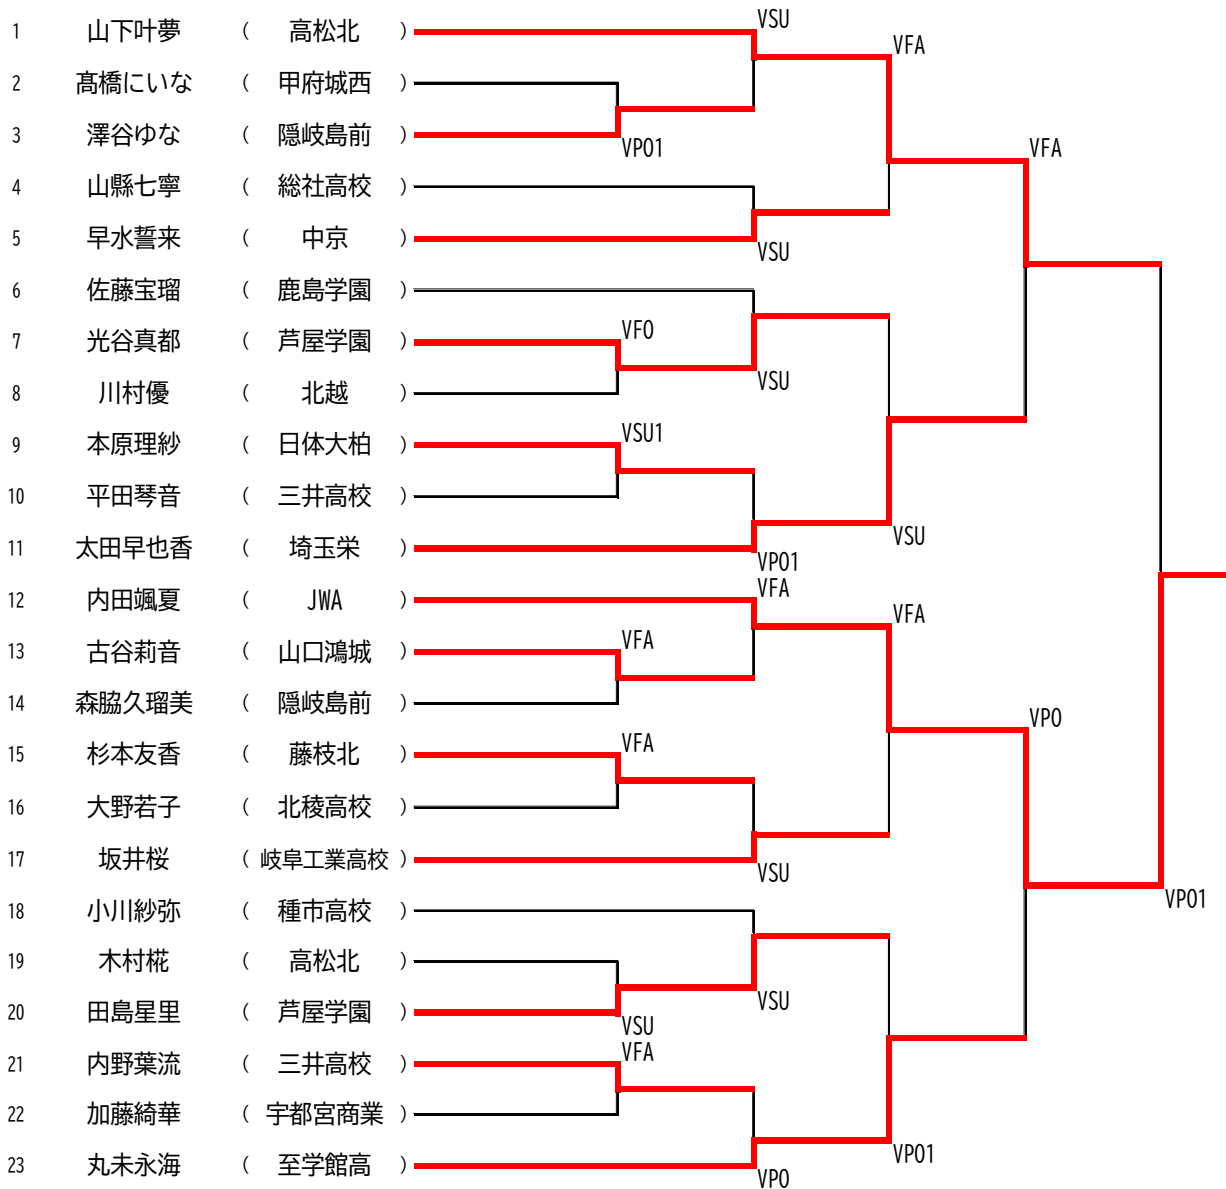 1 山下叶夢 ( 高松北 )
2 髙橋にいな ( 甲府城西 )
3 澤谷ゆな ( 隠岐島前 )
4 山縣七寧 ( 総社高校 )
5 早水誓来 ( 中京 )
6 佐藤宝瑠 ( 鹿島学園 )
7 光谷真都 ( 芦屋学園 )
8 川村優 ( 北越 )
9 本原理紗 ( 日体大柏 )
10 平田琴音 ( 三井高校 )
11 太田早也香 ( 埼玉栄 )
12 内田颯夏 ( JWA )
13 古谷莉音 ( 山口鴻城 )
14 森脇久瑠美 ( 隠岐島前 )
15 杉本友香 ( 藤枝北 )
16 大野若子 ( 北稜高校 )
17 坂井桜 ( 岐阜工業高校 )
18 小川紗弥 ( 種市高校 )
19 木村椛 ( 高松北 )
20 田島星里 ( 芦屋学園 )
21 内野葉流 ( 三井高校 )
22 加藤綺華 ( 宇都宮商業 )
23 丸未永海 ( 至学館高 )
VPO1
VFO
VSU1
VFA
VFA
VSU
VFA
VSU
VSU
VSU
VPO1
VFA
VSU
VSU
VPO
VFA
VSU
VFA
VPO1
VFA
VPO
VPO1